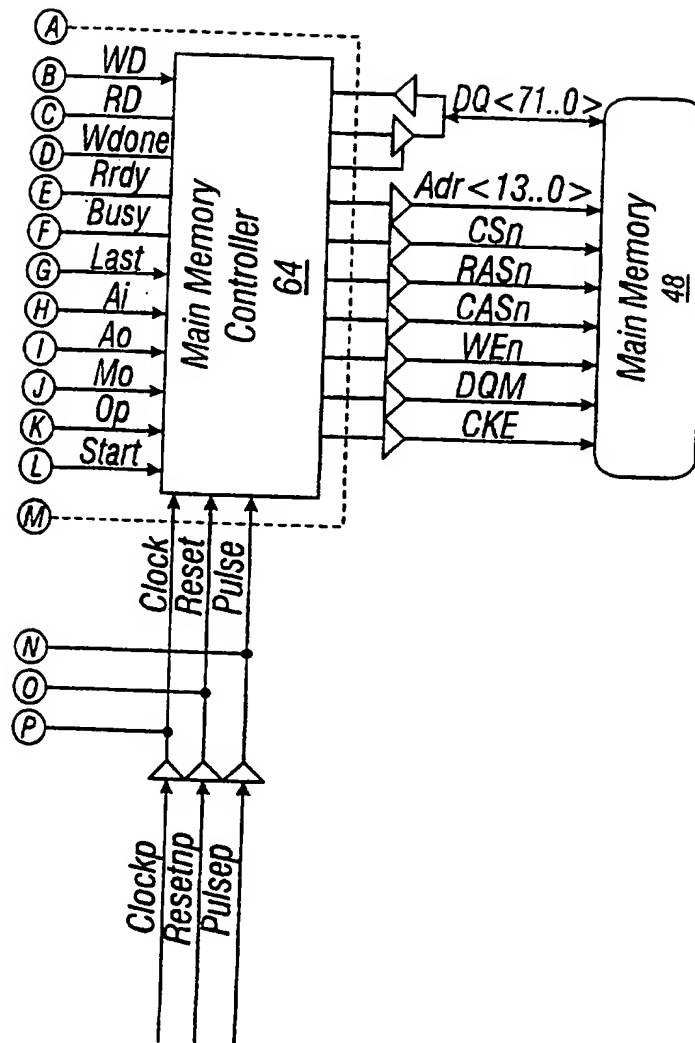 A
B WD
C RD
D Wdone
E Rrdy
F Busy
G Last
H Ai
I Ao
J Mo
K Op
L Start
M
Main Memory
Controller
64
DQ<71..0>
Adr<13..0>
CSn
RASn
CASn
WEn
DQM
CKE
Main Memory
48
Clock
Reset
Pulse
N
O
P
Clockp
Resetnp
Pulsep